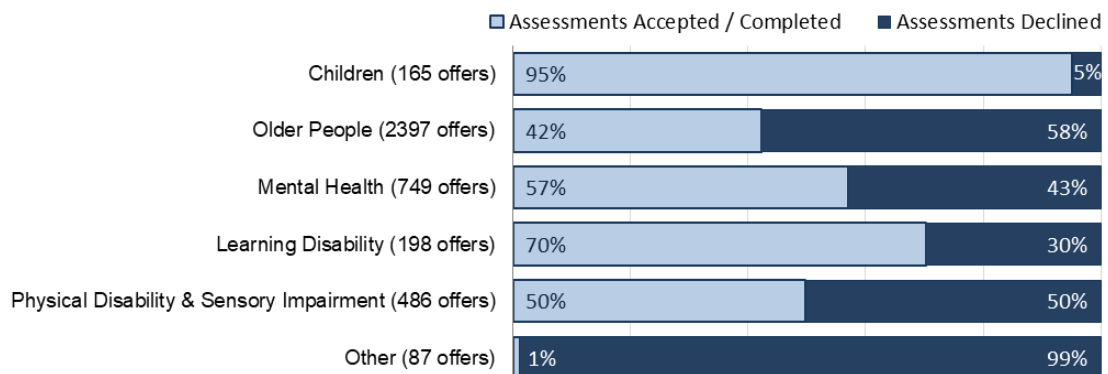 Assessments Accepted / Completed Assessments Declined
Children (165 offers) 95% 5%
Older People (2397 offers) 42% 58%
Mental Health (749 offers) 57% 43%
Learning Disability (198 offers) 70% 30%
Physical Disability & Sensory Impairment (486 offers) 50% 50%
Other (87 offers) 1% 99%